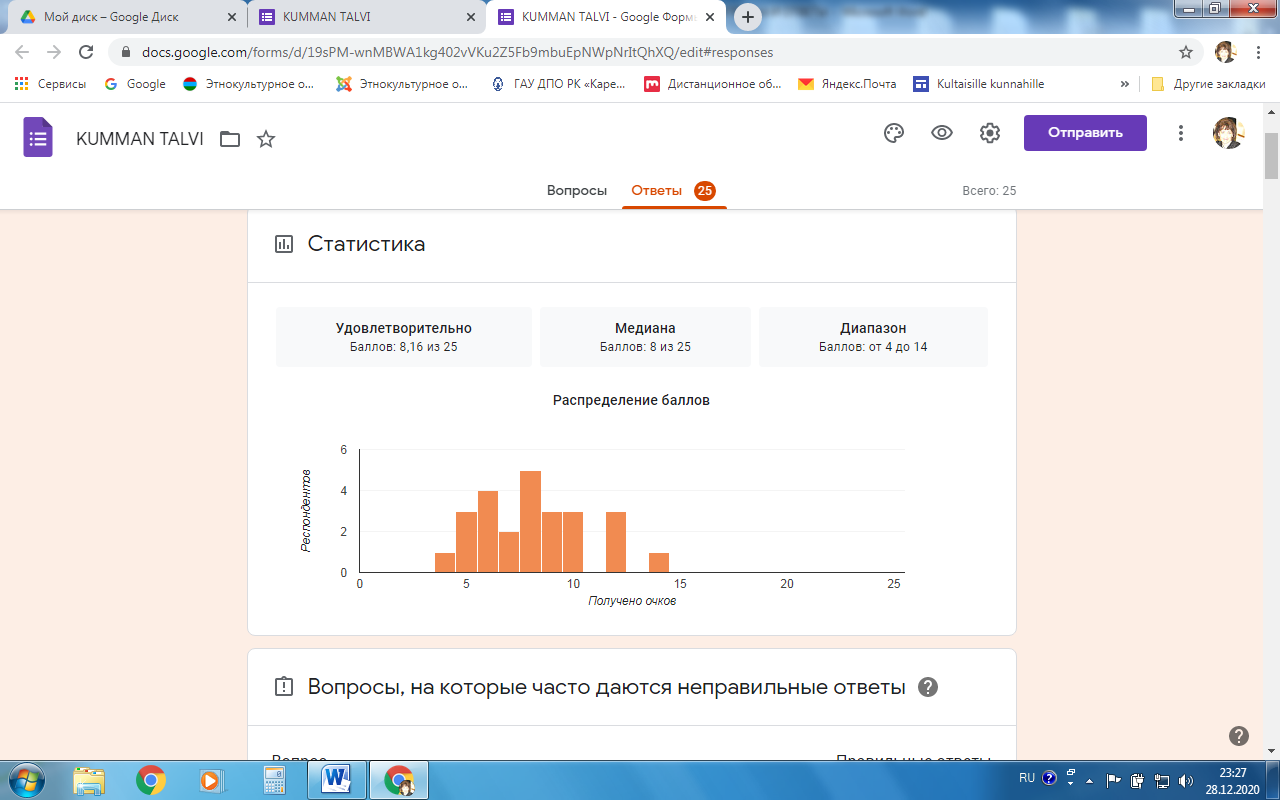 Мой диск – Google Диск
KUMMAN TALVI
KUMMAN TALVI - Google Форм
docs.google.com/forms/d/19sPM-wnMBWA1kg402vVKu2Z5Fb9mbuEpNWpNrItQhXQ/edit#responses
Сервисы
Google
Этнокультурное о...
Этнокультурное о...
ГАУ ДПО РК «Каре...
Дистанционное об...
Яндекс.Почта
Kultaisille kunnahille
»
Другие закладки
KUMMAN TALVI
Отправить
Вопросы
Ответы 25
Всего: 25
Статистика
Удовлетворительно
Баллов: 8,16 из 25
Медиана
Баллов: 8 из 25
Диапазон
Баллов: от 4 до 14
Распределение баллов
Респондентов
6
4
2
0
0 5 10 15 20 25
Получено очков
Вопросы, на которые часто даются неправильные ответы ?
Вопрос
Правильные ответы
?
RU
23:27
28.12.2020